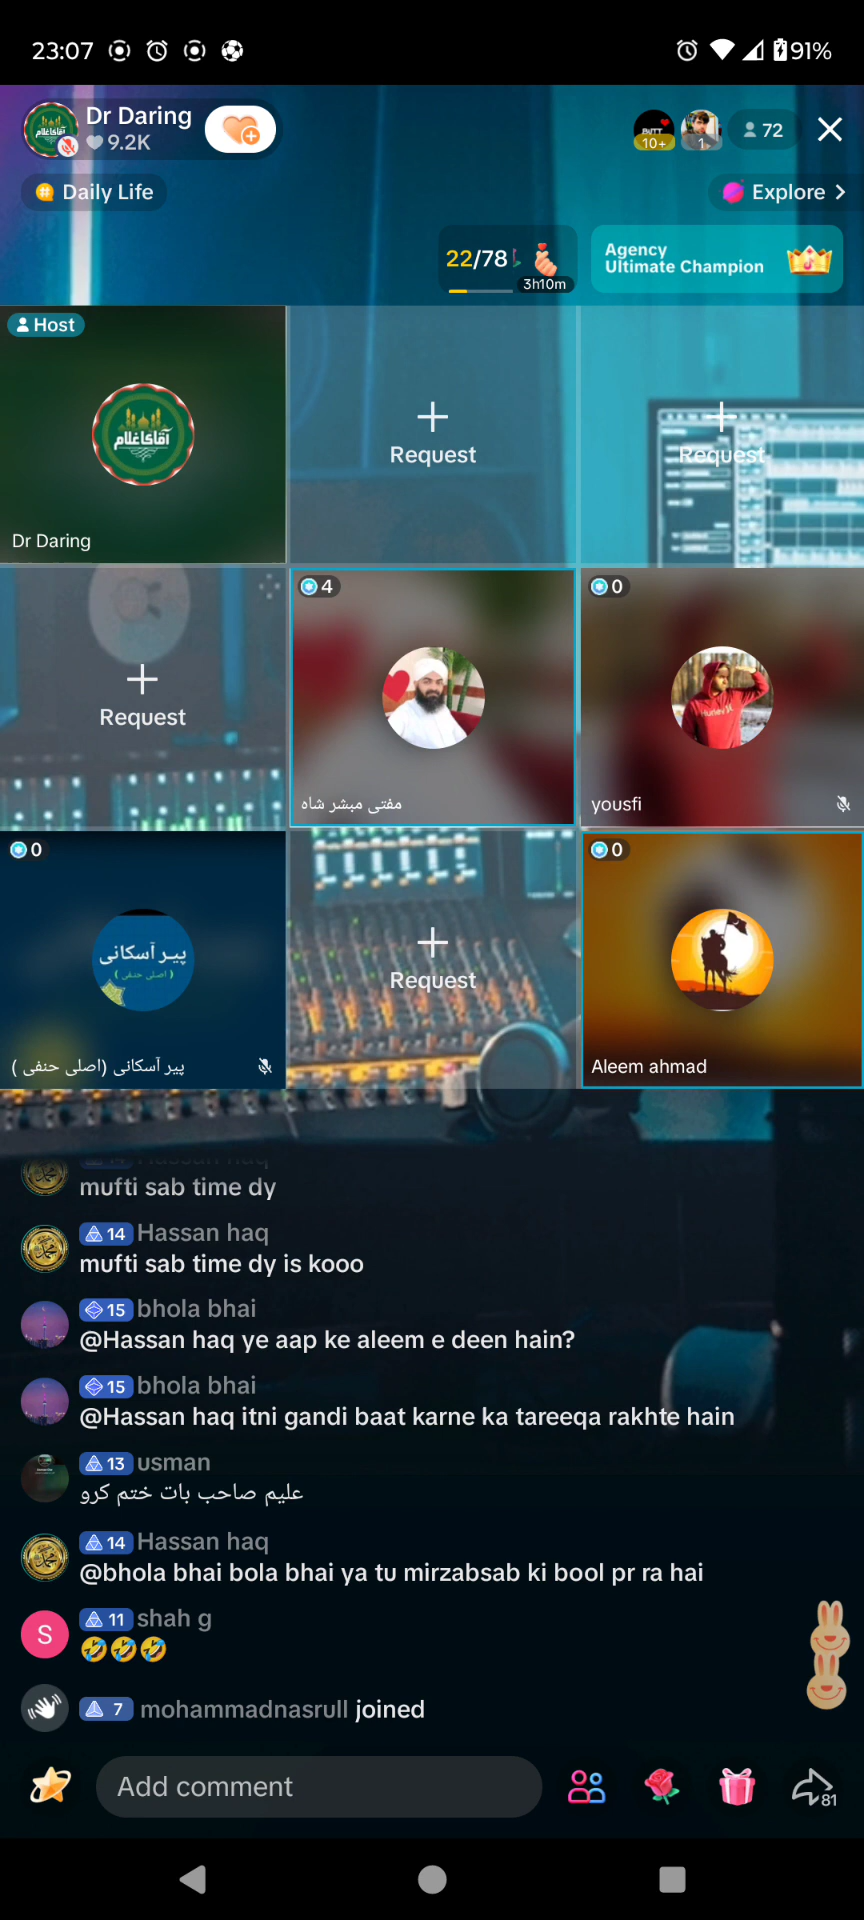 23:07
91%
Dr Daring
9.2K
10+
1
72
Daily Life
Explore
22/78
3h10m
Agency
Ultimate Champion
Host
آقاکاغلام
Dr Daring
Request
Request
Request
4
مفتی مبشر شاہ
0
yousfi
0
پیر آسکانی
( اصلی حنفی )
پیر آسکانی (اصلی حنفی )
Request
0
Aleem ahmad
mufti sab time dy
14 Hassan haq
mufti sab time dy is kooo
15 bhola bhai
@Hassan haq ye aap ke aleem e deen hain?
15 bhola bhai
@Hassan haq itni gandi baat karne ka tareeqa rakhte hain
13 usman
علیم صاحب بات ختم کرو
14 Hassan haq
@bhola bhai bola bhai ya tu mirzabsab ki bool pr ra hai
S
11 shah g
🤣🤣🤣
7 mohammadnasrull joined
Add comment
81